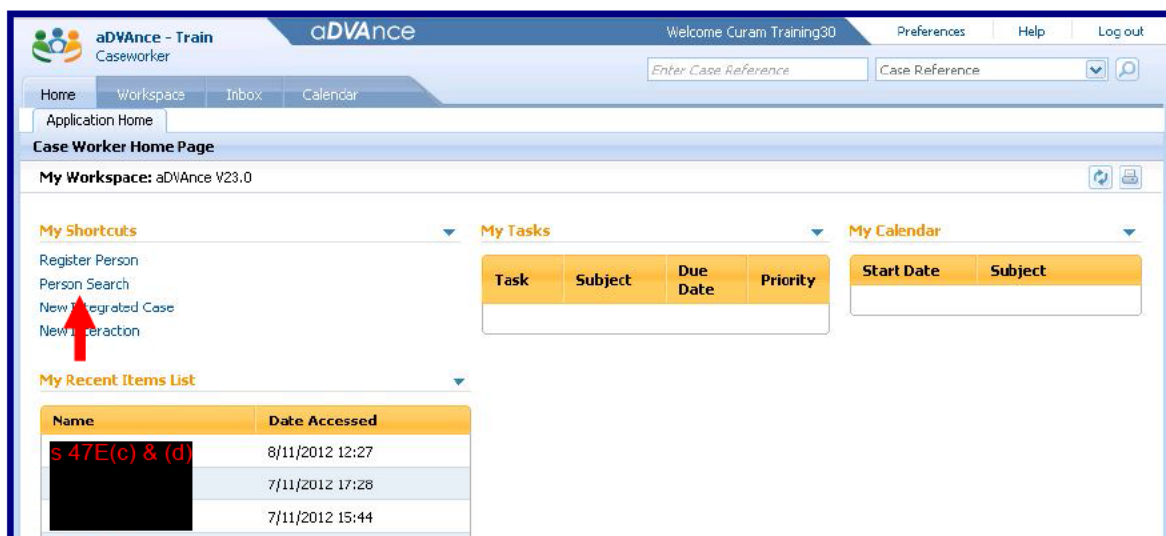 aDVAnce - Train
Caseworker
aDVAnce
Welcome Curam Training30
Preferences
Help
Log out
Enter Case Reference
Case Reference
Home
Workspace
Inbox
Calendar
Application Home
Case Worker Home Page
My Workspace: aDVAnce V23.0
My Shortcuts
Register Person
Person Search
New Integrated Case
New Interaction
My Tasks
Task Subject Due Date Priority
My Calendar
Start Date Subject
My Recent Items List
Name Date Accessed
s 47E(c) & (d)
8/11/2012 12:27
7/11/2012 17:28
7/11/2012 15:44